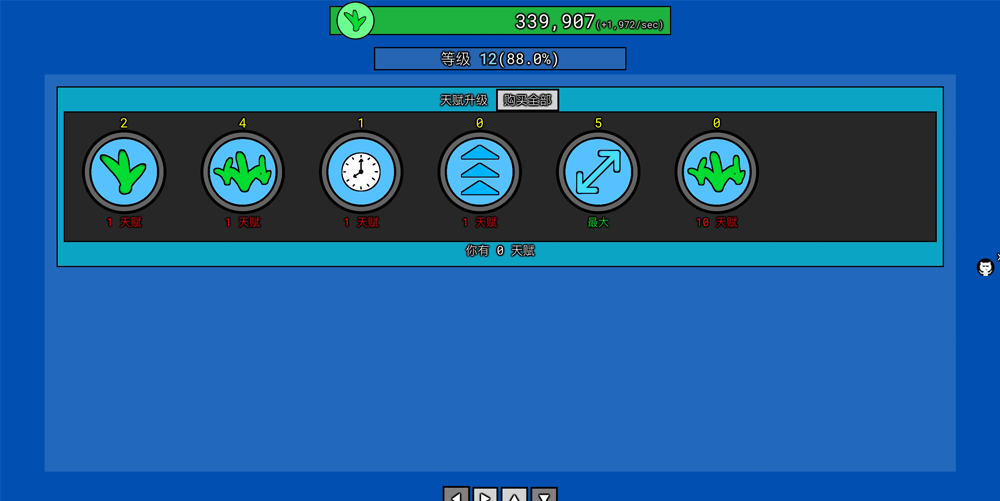 339,907(+1,972/sec)
等级 12(88.0%)
天赋升级 购买全部
2 4 1 0 5 0
1 天赋 1 天赋 1 天赋 1 天赋 最大 10 天赋
你有 0 天赋